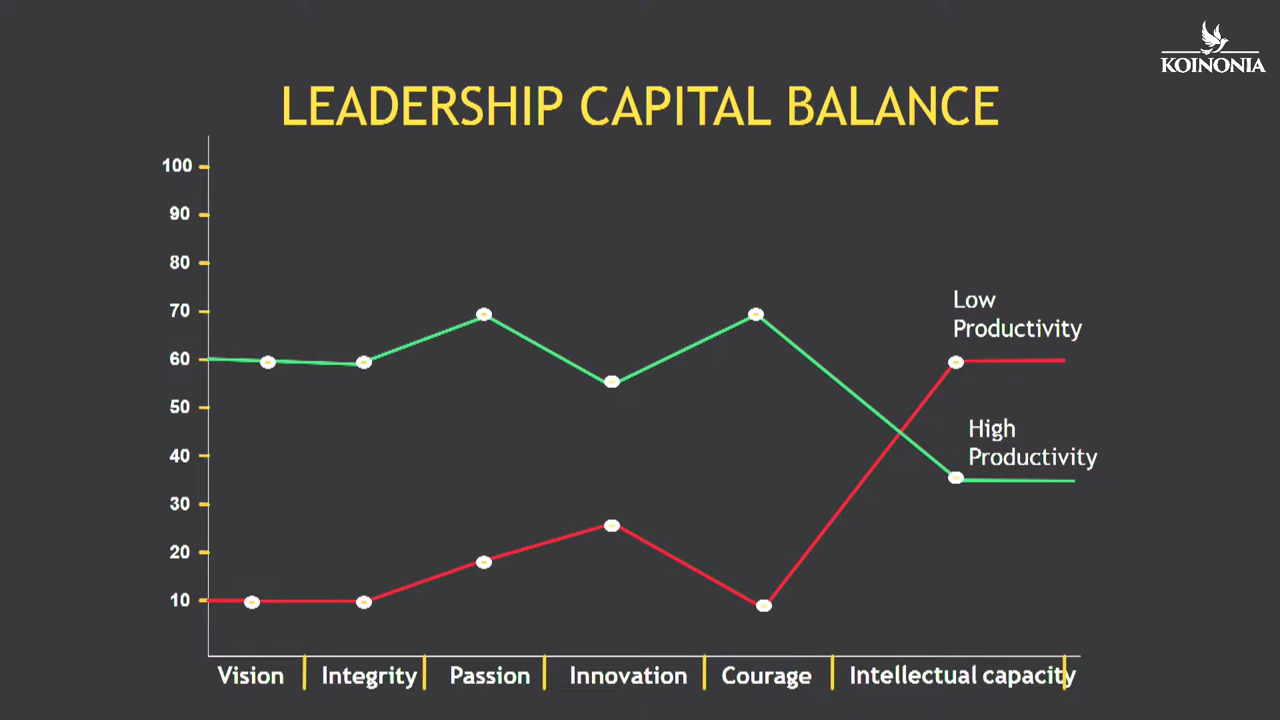 KOINONIA
LEADERSHIP CAPITAL BALANCE
100
90
80
70
60
50
40
30
20
10
Low
Productivity
High
Productivity
Vision Integrity Passion Innovation Courage Intellectual capacity